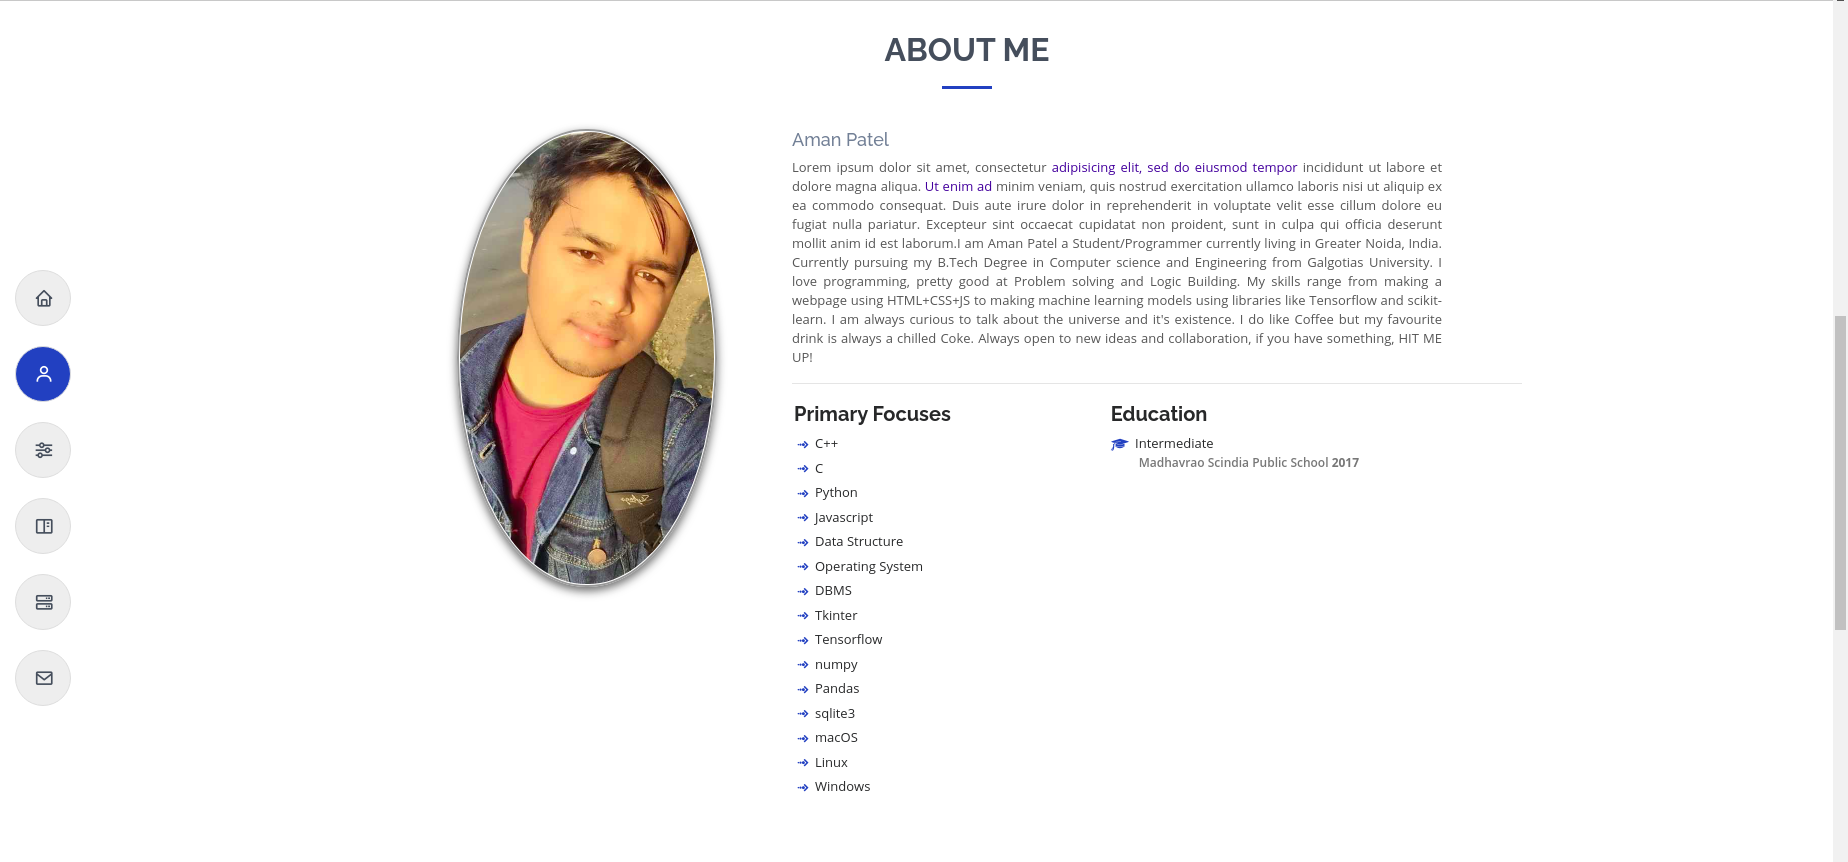 ABOUT ME
Aman Patel
Lorem ipsum dolor sit amet, consectetur adipisicing elit, sed do eiusmod tempor incididunt ut labore et
dolore magna aliqua. Ut enim ad minim veniam, quis nostrud exercitation ullamco laboris nisi ut aliquip ex
ea commodo consequat. Duis aute irure dolor in reprehenderit in voluptate velit esse cillum dolore eu
fugiat nulla pariatur. Excepteur sint occaecat cupidatat non proident, sunt in culpa qui officia deserunt
mollit anim id est laborum.I am Aman Patel a Student/Programmer currently living in Greater Noida, India.
Currently pursuing my B.Tech Degree in Computer science and Engineering from Galgotias University. I
love programming, pretty good at Problem solving and Logic Building. My skills range from making a
webpage using HTML+CSS+JS to making machine learning models using libraries like Tensorflow and scikit-
learn. I am always curious to talk about the universe and it's existence. I do like Coffee but my favourite
drink is always a chilled Coke. Always open to new ideas and collaboration, if you have something, HIT ME
UP!
Primary Focuses
C++
C
Python
Javascript
Data Structure
Operating System
DBMS
Tkinter
Tensorflow
numpy
Pandas
sqlite3
macOS
Linux
Windows
Education
Intermediate
Madhavrao Scindia Public School 2017